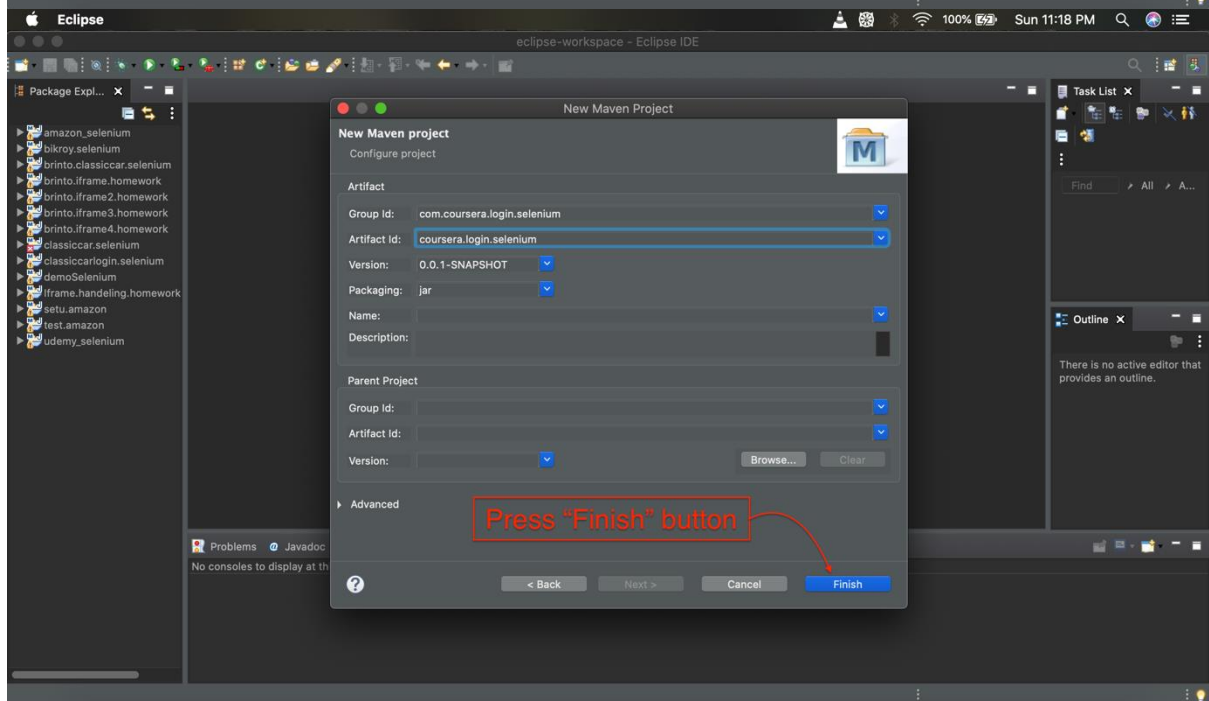 Eclipse
100%
Sun 11:18 PM
eclipse-workspace - Eclipse IDE
Package Expl...
amazon_selenium
bikroy.selenium
brinto.classiccar.selenium
brinto.iframe.homework
brinto.iframe2.homework
brinto.iframe3.homework
brinto.iframe4.homework
classiccar.selenium
classiccarlogin.selenium
demoSelenium
Iframe.handeling.homework
setu.amazon
test.amazon
udemy_selenium
New Maven Project
New Maven project
Configure project
M
Artifact
Group Id: com.coursera.login.selenium
Artifact Id: coursera.login.selenium
Version: 0.0.1-SNAPSHOT
Packaging: jar
Name:
Description:
Parent Project
Group Id:
Artifact Id:
Version:
Browse... Clear
Advanced
Press “Finish” button
? < Back Next > Cancel Finish
Problems @ Javadoc
No consoles to display at th
Task List
Find All A...
Outline
There is no active editor that
provides an outline.